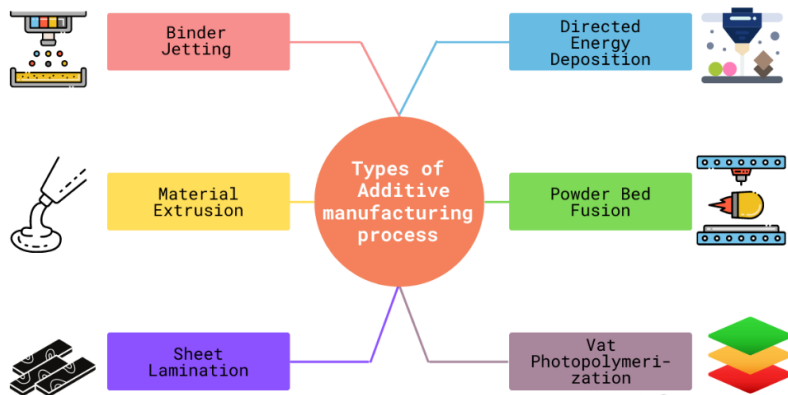 Binder
Jetting
Directed
Energy
Deposition
Types of
Additive
manufacturing
process
Material
Extrusion
Powder Bed
Fusion
Sheet
Lamination
Vat
Photopolymeri-
zation